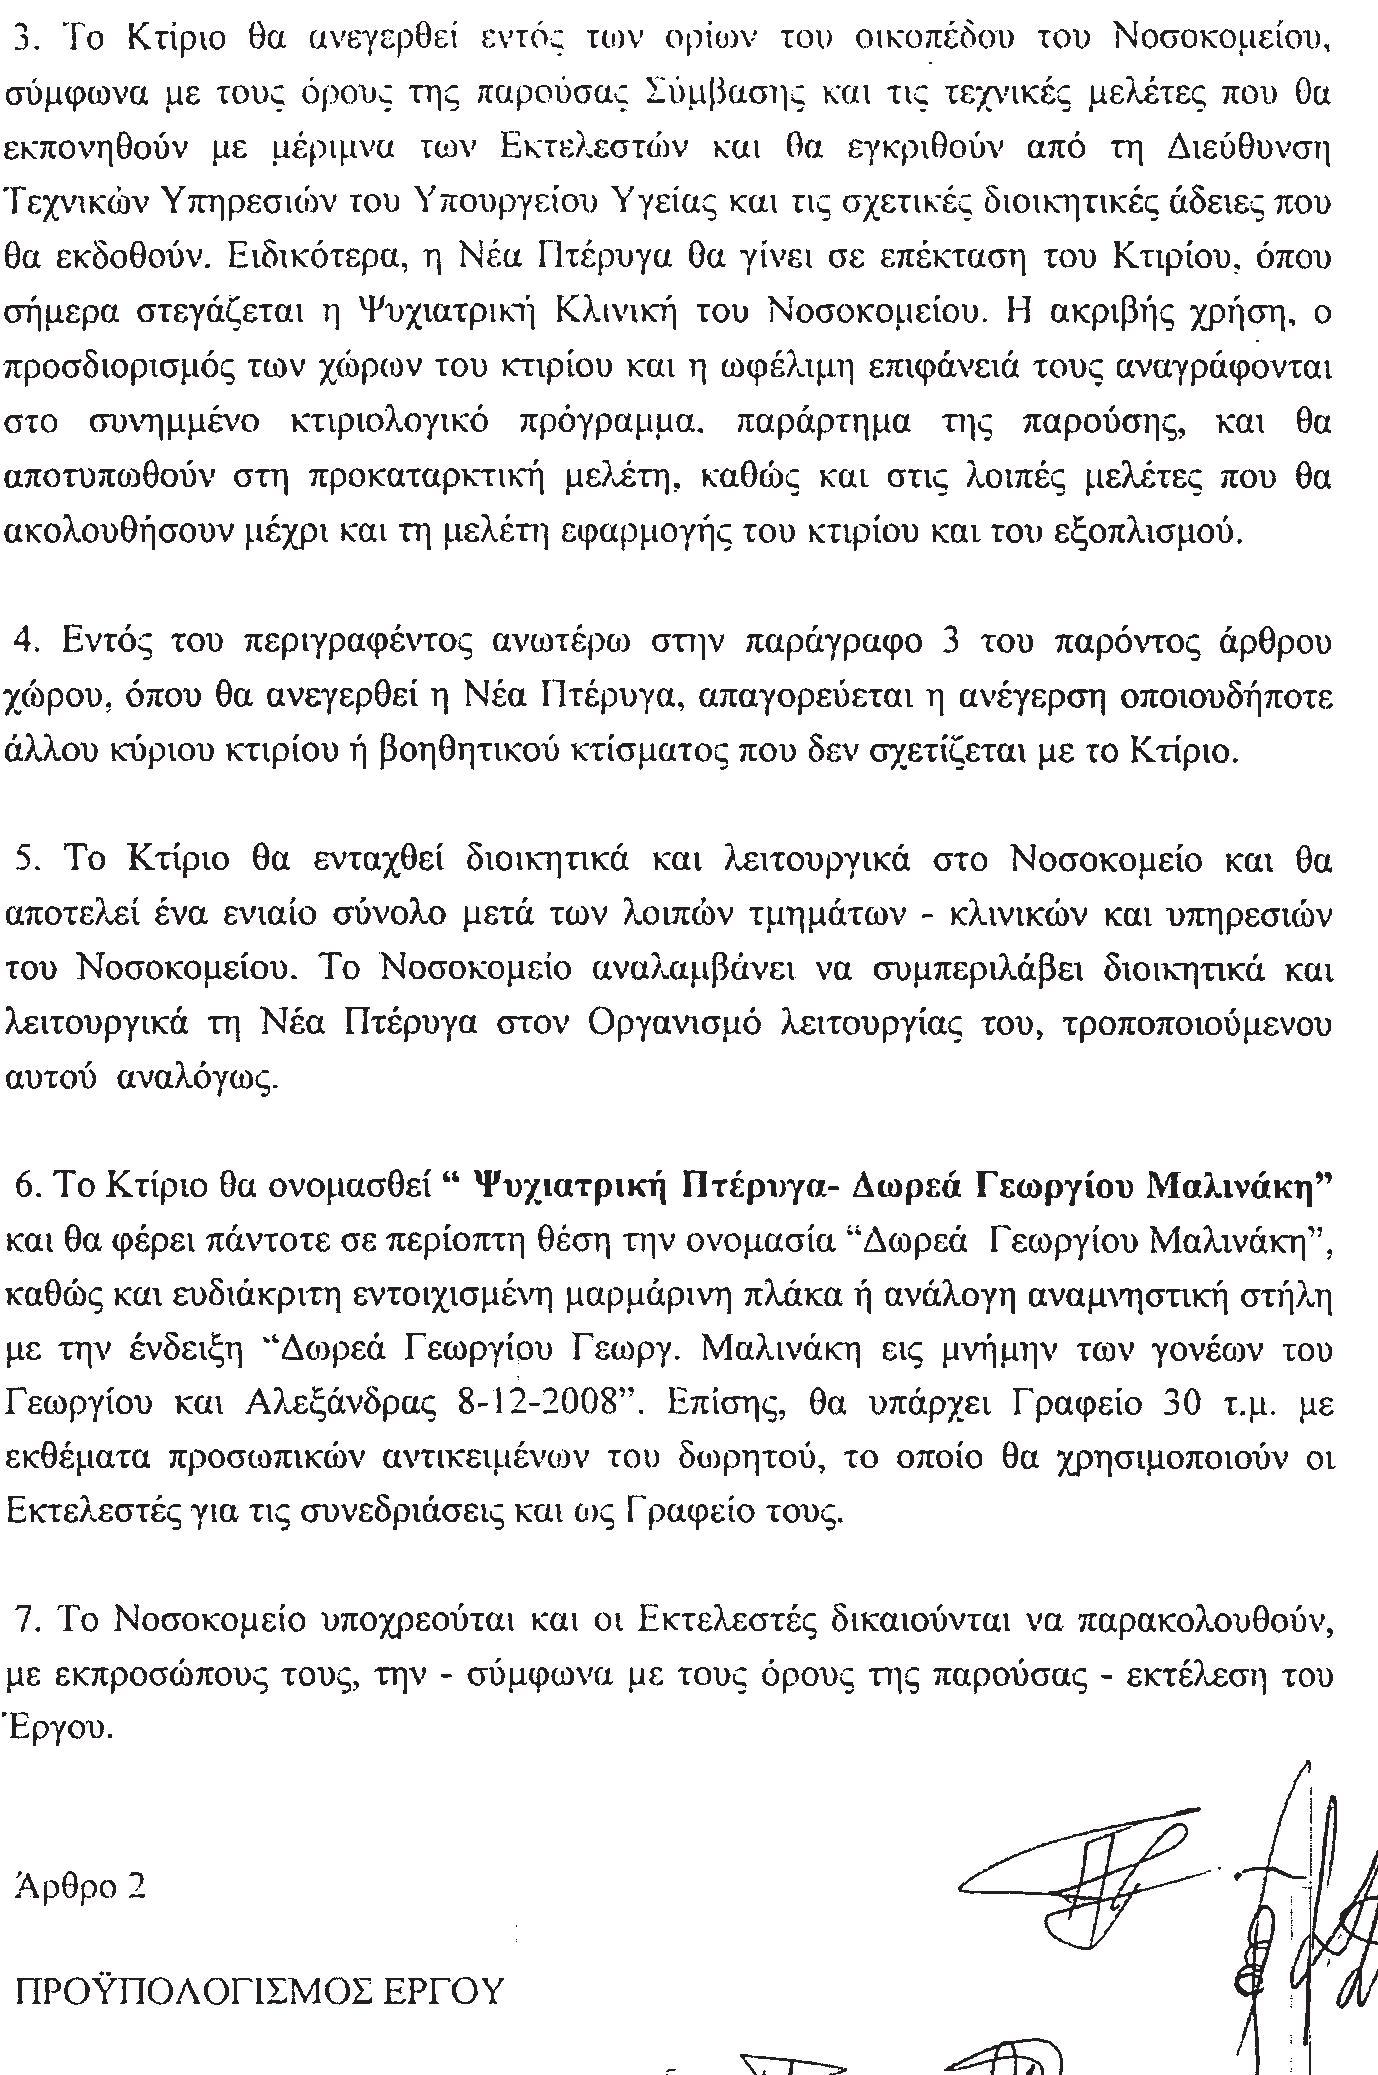 3. Το Κτίριο θα ανεγερθεί εντός των ορίων του οικοπέδου του Νοσοκομείου,
σύμφωνα με τους όρους της παρούσας Σύμβασης και τις τεχνικές μελέτες που θα
εκπονηθούν με μέριμνα των Εκτελεστών και θα εγκριθούν από τη Διεύθυνση
Τεχνικών Υπηρεσιών του Υπουργείου Υγείας και τις σχετικές διοικητικές άδειες που
θα εκδοθούν. Ειδικότερα, η Νέα Πτέρυγα θα γίνει σε επέκταση του Κτιρίου, όπου
σήμερα στεγάζεται η Ψυχιατρική Κλινική του Νοσοκομείου. Η ακριβής χρήση, ο
προσδιορισμός των χώρων του κτιρίου και η ωφέλιμη επιφάνειά τους αναγράφονται
στο συνημμένο κτιριολογικό πρόγραμμα. παράρτημα της παρούσης, και θα
αποτυπωθούν στη προκαταρκτική μελέτη, καθώς και στις λοιπές μελέτες που θα
ακολουθήσουν μέχρι και τη μελέτη εφαρμογής του κτιρίου και του εξοπλισμού.
4. Εντός του περιγραφέντος ανωτέρω στην παράγραφο 3 του παρόντος άρθρου
χώρου, όπου θα ανεγερθεί η Νέα Πτέρυγα, απαγορεύεται η ανέγερση οποιουδήποτε
άλλου κύριου κτιρίου ή βοηθητικού κτίσματος που δεν σχετίζεται με το Κτίριο.
5. Το Κτίριο θα ενταχθεί διοικητικά και λειτουργικά στο Νοσοκομείο και θα
αποτελεί ένα ενιαίο σύνολο μετά των λοιπών τμημάτων - κλινικών και υπηρεσιών
του Νοσοκομείου. Το Νοσοκομείο αναλαμβάνει να συμπεριλάβει διοικητικά και
λειτουργικά τη Νέα Πτέρυγα στον Οργανισμό λειτουργίας του, τροποποιούμενου
αυτού αναλόγως.
6. Το Κτίριο θα ονομασθεί “ Ψυχιατρική Πτέρυγα- Δωρεά Γεωργίου Μαλινάκη”
και θα φέρει πάντοτε σε περίοπτη θέση την ονομασία “Δωρεά Γεωργίου Μαλινάκη”,
καθώς και ευδιάκριτη εντοιχισμένη μαρμάρινη πλάκα ή ανάλογη αναμνηστική στήλη
με την ένδειξη “Δωρεά Γεωργίου Γεωργ. Μαλινάκη εις μνήμην των γονέων του
Γεωργίου και Αλεξάνδρας 8-12-2008”. Επίσης, θα υπάρχει Γραφείο 30 τ.μ. με
εκθέματα προσωπικών αντικειμένων του δωρητού, το οποίο θα χρησιμοποιούν οι
Εκτελεστές για τις συνεδριάσεις και ως Γραφείο τους.
7. Το Νοσοκομείο υποχρεούται και οι Εκτελεστές δικαιούνται να παρακολουθούν,
με εκπροσώπους τους, την - σύμφωνα με τους όρους της παρούσας - εκτέλεση του
Έργου.
Άρθρο 2
ΠΡΟΫΠΟΛΟΓΙΣΜΟΣ ΕΡΓΟΥ